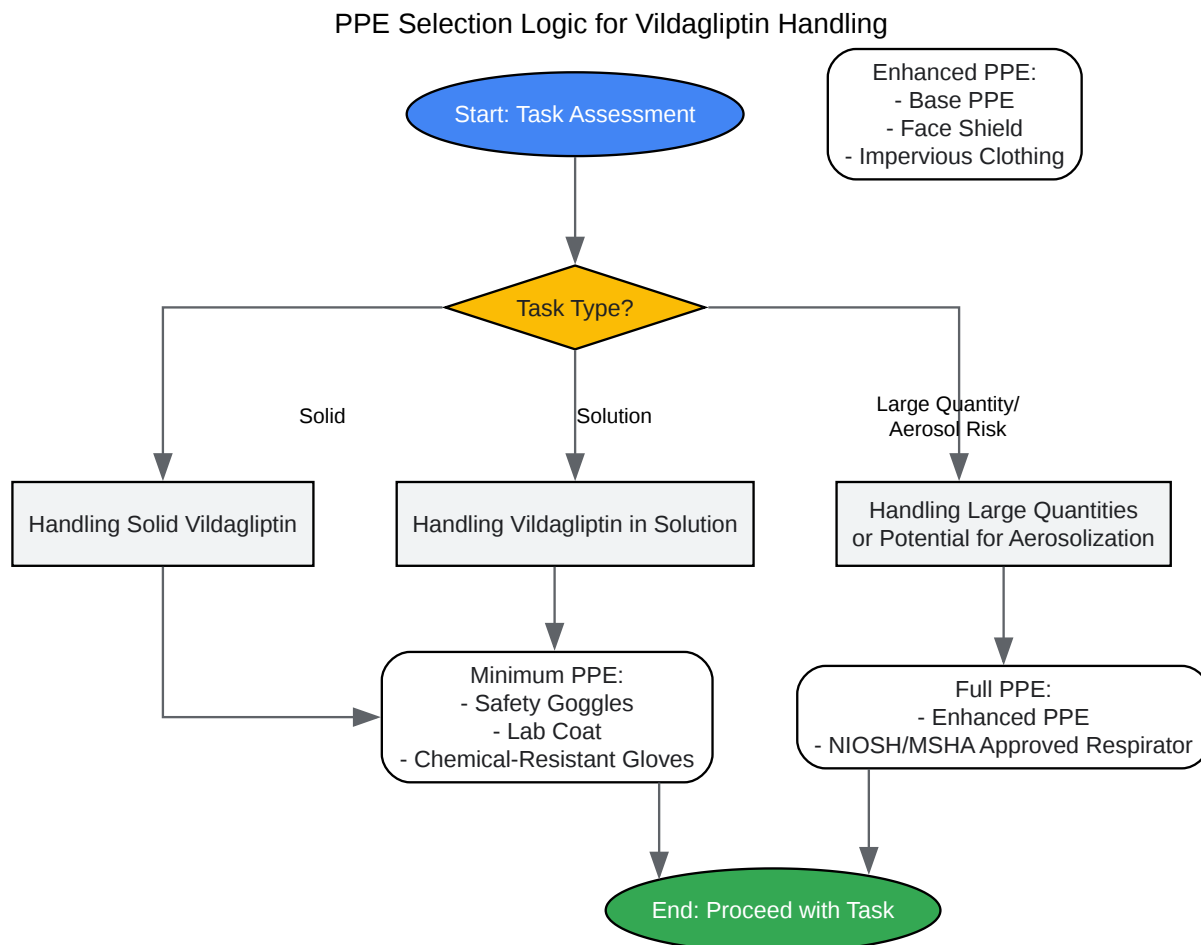 PPE Selection Logic for Vildagliptin Handling
Start: Task Assessment
Enhanced PPE:
- Base PPE
- Face Shield
- Impervious Clothing
Task Type?
Solid
Solution
Large Quantity/
Aerosol Risk
Handling Solid Vildagliptin
Handling Vildagliptin in Solution
Handling Large Quantities
or Potential for Aerosolization
Minimum PPE:
- Safety Goggles
- Lab Coat
- Chemical-Resistant Gloves
Full PPE:
- Enhanced PPE
- NIOSH/MSHA Approved Respirator
End: Proceed with Task